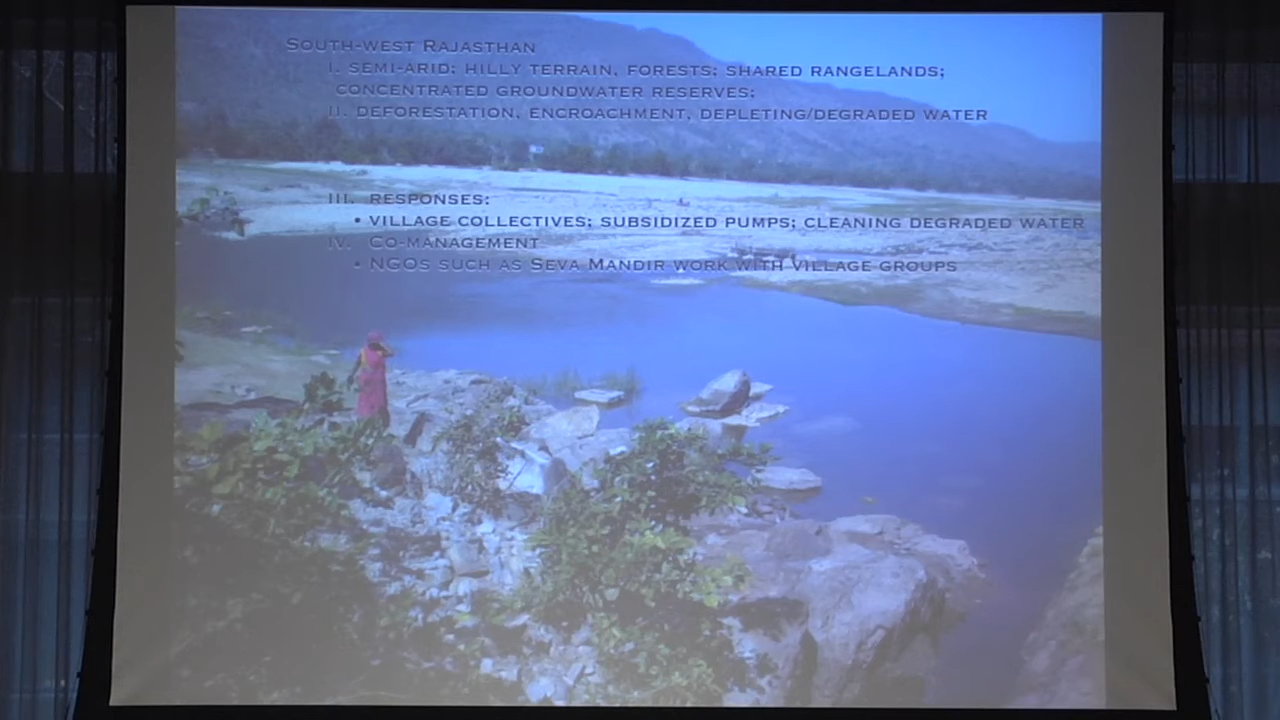 South-west Rajasthan
I. semi-arid; hilly terrain, forests; shared rangelands;
concentrated groundwater reserves;
II. deforestation, encroachment, depleting/degraded water
III. responses:
• village collectives; subsidized pumps; cleaning degraded water
IV. Co-management
• NGOs such as Seva Mandir work with village groups